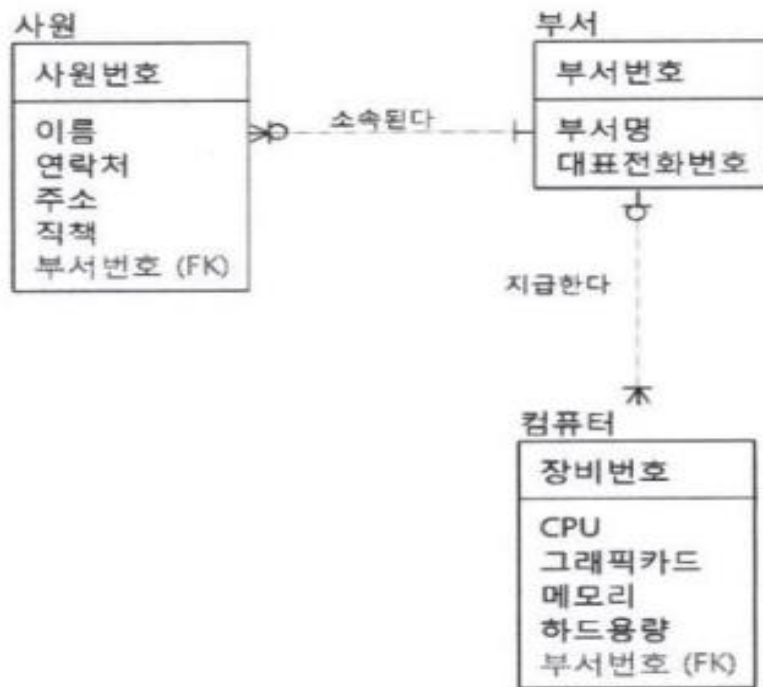 사원
사원번호
이름
연락처
주소
직책
부서번호 (FK)
소속된다
부서
부서번호
부서명
대표전화번호
지급한다
컴퓨터
장비번호
CPU
그래픽카드
메모리
하드용량
부서번호 (FK)